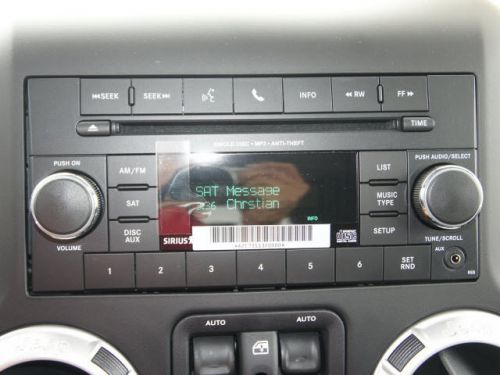 SEEK
SEEK
INFO
RW
FF
SINGLE DISC • MP3 • ANTI-THEFT
TIME
PUSH ON
VOLUME
AM/FM
SAT
DISC
AUX
SAT Message
Chrstian
INFO
SIRIUS
LIST
MUSIC
TYPE
SETUP
PUSH AUDIO/SELECT
TUNE/SCROLL
AUX
1
2
3
4
5
6
SET
RND
AUTO
AUTO